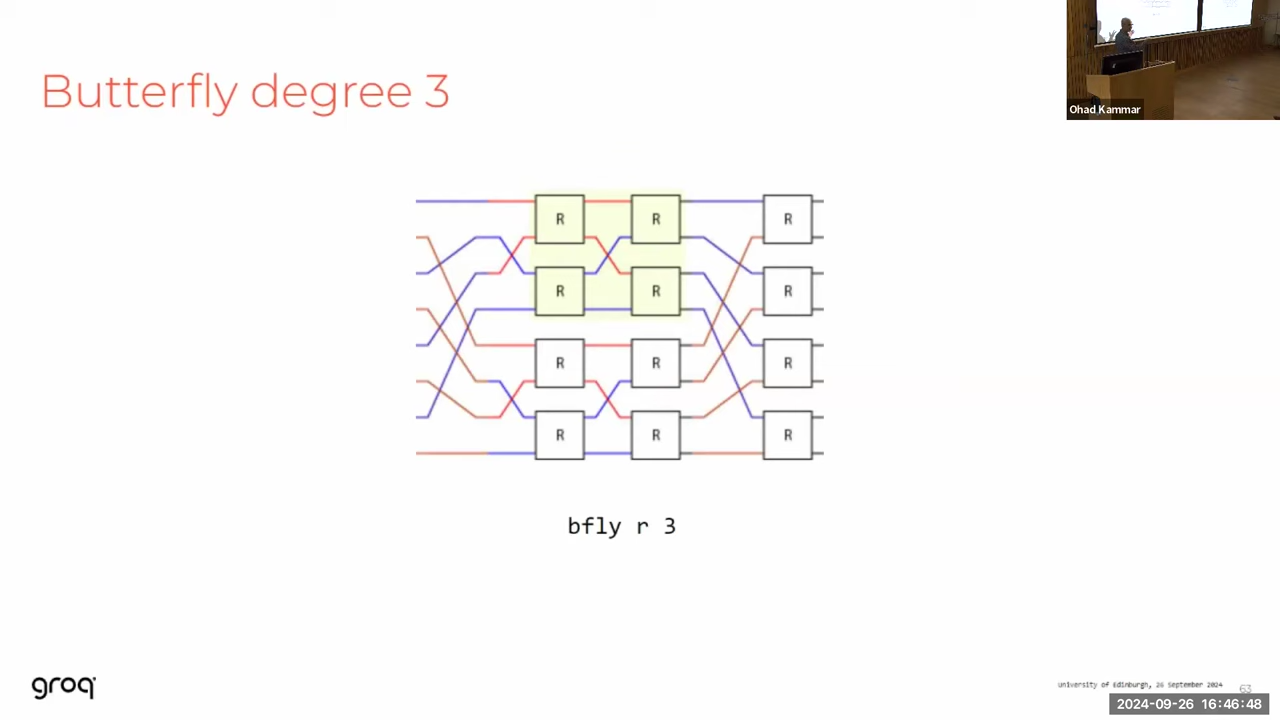 Butterfly degree 3
Ohad Kammar
R R R
R R R
R R R
R R R
bfly r 3
groq
University of Edinburgh, 26 September 2024 63
2024-09-26 16:46:48